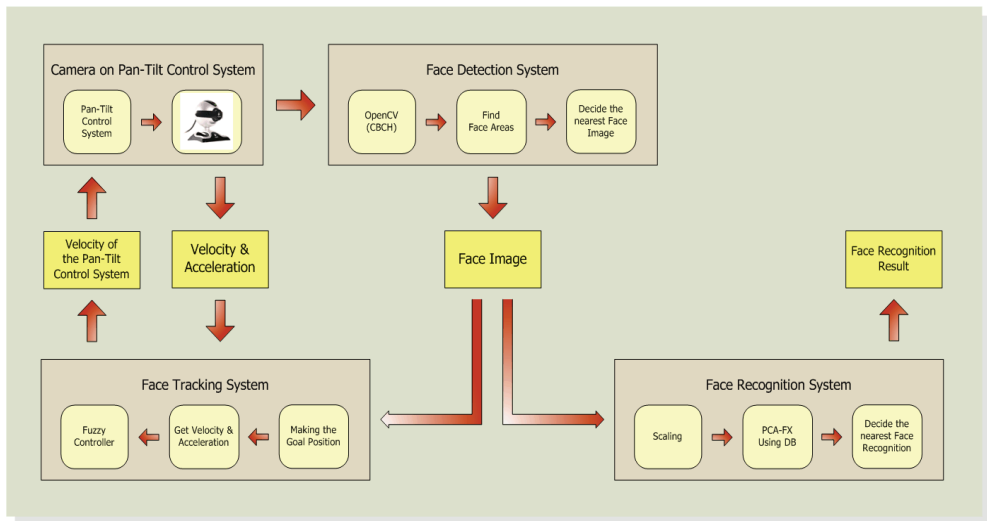 Camera on Pan-Tilt Control System
Pan-Tilt
Control
System
Face Detection System
OpenCV
(CBCH)
Find
Face Areas
Decide the
nearest Face
Image
Velocity of
the Pan-Tilt
Control System
Velocity &
Acceleration
Face Image
Face Recognition
Result
Face Tracking System
Fuzzy
Controller
Get Velocity &
Acceleration
Making the
Goal Position
Face Recognition System
Scaling
PCA-FX
Using DB
Decide the
nearest Face
Recognition